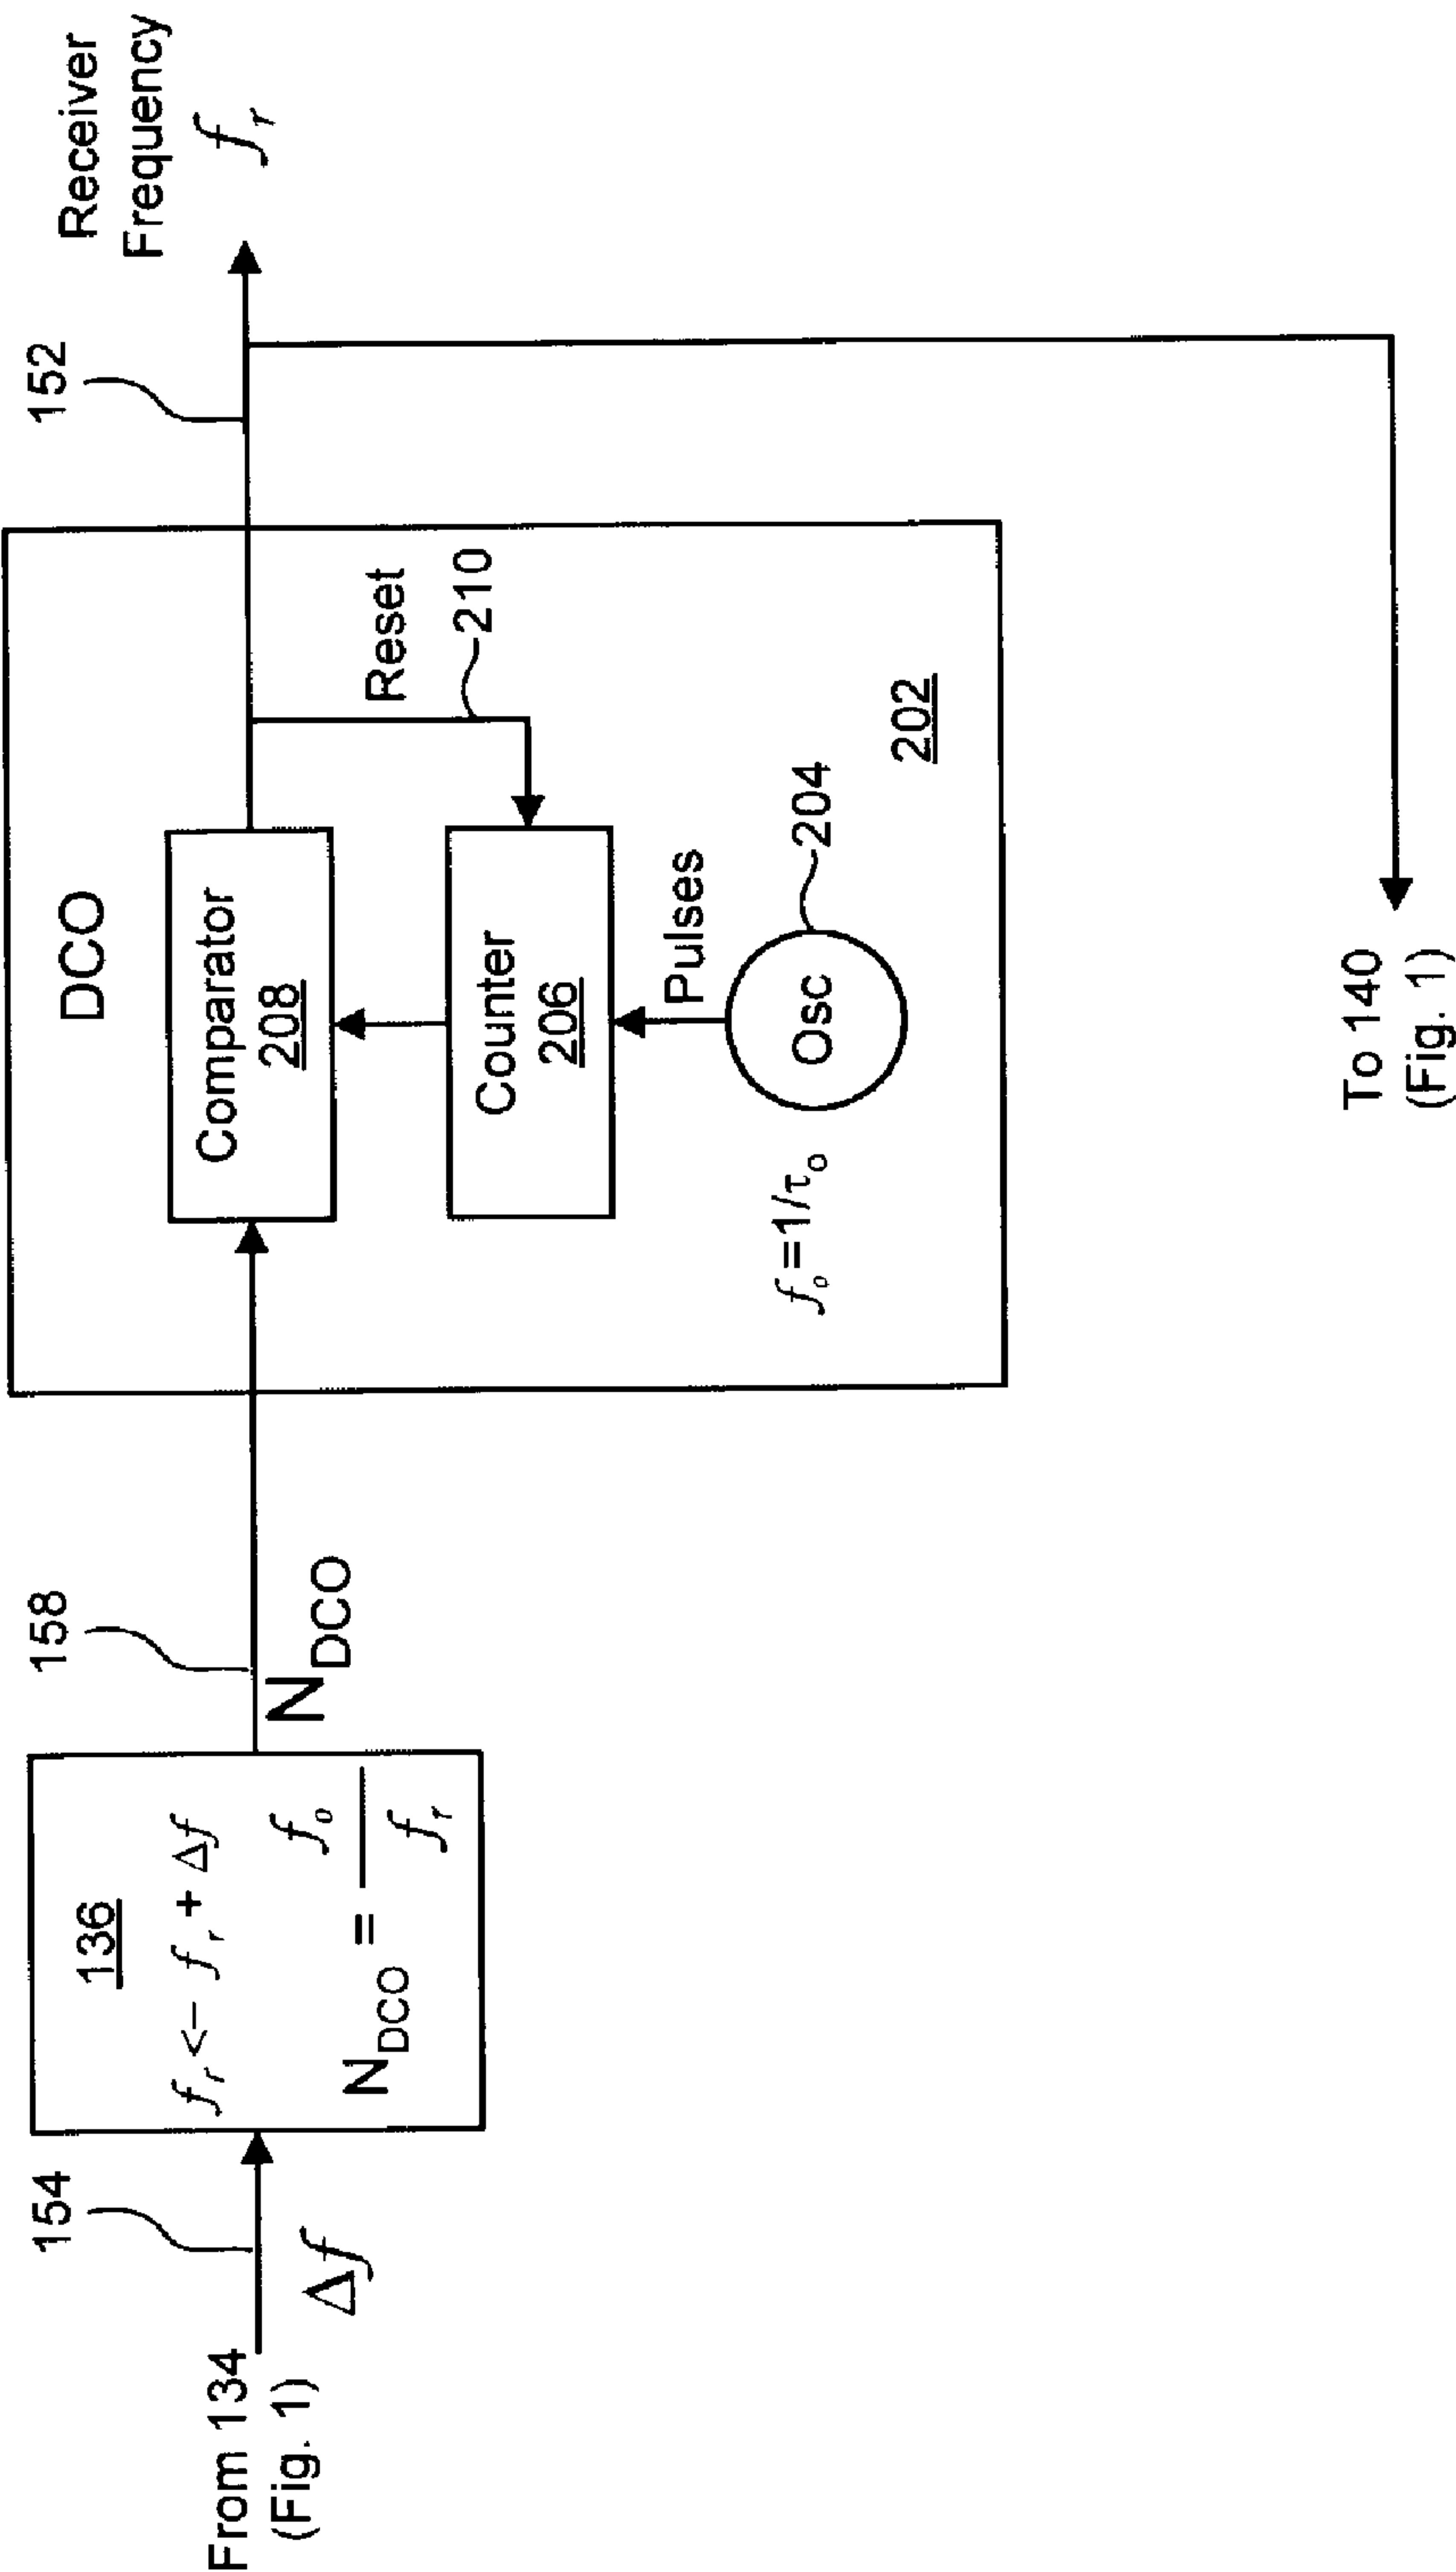 From 134
(Fig. 1)
154
Δf
136
f_r <− f_r + Δf
N_DCO = f_o / f_r
158
N_DCO
DCO
Comparator
208
Counter
206
Pulses
Osc
204
f_o = 1/τ_o
202
Reset
210
152
Receiver
Frequency
f_r
To 140
(Fig. 1)